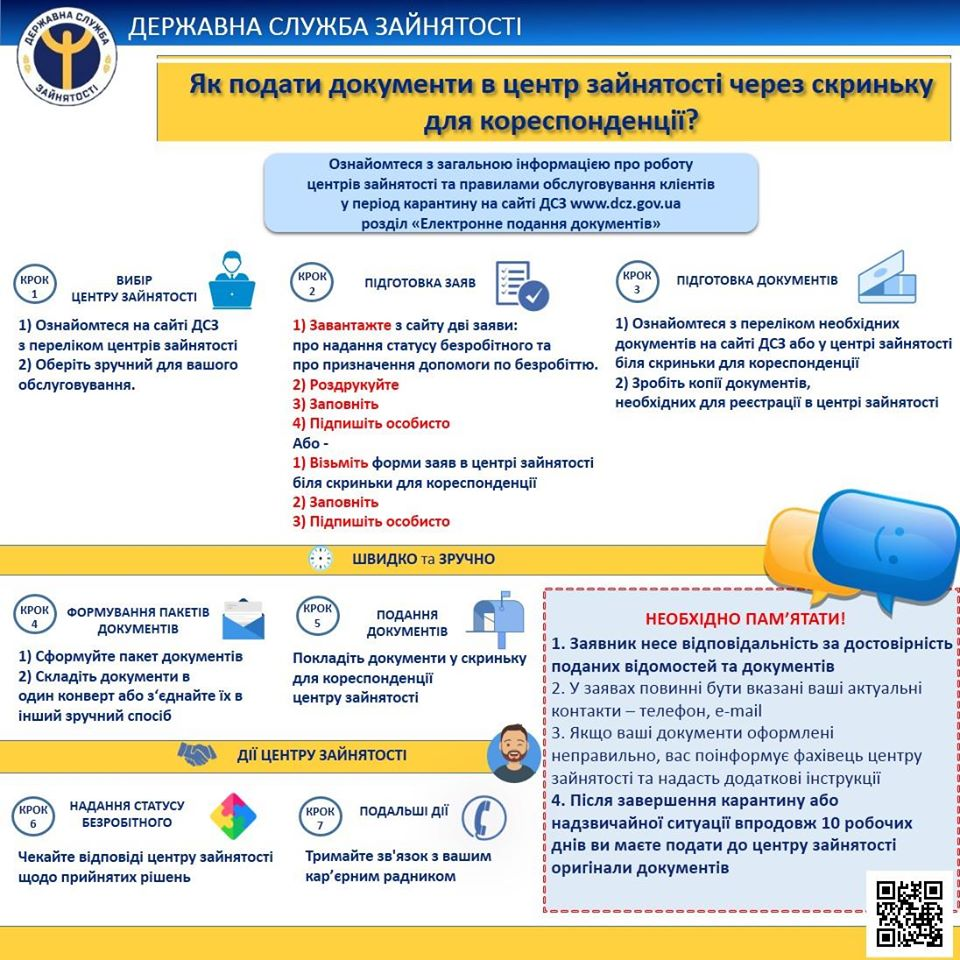 ДЕРЖАВНА СЛУЖБА ЗАЙНЯТОСТІ
ДЕРЖАВНА СЛУЖБА ЗАЙНЯТОСТІ
Як подати документи в центр зайнятості через скриньку
для кореспонденції?
Ознайомтеся з загальною інформацією про роботу
центрів зайнятості та правилами обслуговування клієнтів
у період карантину на сайті ДСЗ www.dcz.gov.ua
розділ «Електронне подання документів»
КРОК
1
ВИБІР
ЦЕНТРУ ЗАЙНЯТОСТІ
1) Ознайомтеся на сайті ДСЗ
з переліком центрів зайнятості
2) Оберіть зручний для вашого
обслуговування.
КРОК
2
ПІДГОТОВКА ЗАЯВ
1) Завантажте з сайту дві заяви:
про надання статусу безробітного та
про призначення допомоги по безробіттю.
2) Роздрукуйте
3) Заповніть
4) Підпишіть особисто
Або -
1) Візьміть форми заяв в центрі зайнятості
біля скриньки для кореспонденції
2) Заповніть
3) Підпишіть особисто
КРОК
3
ПІДГОТОВКА ДОКУМЕНТІВ
1) Ознайомтеся з переліком необхідних
документів на сайті ДСЗ або у центрі зайнятості
біля скриньки для кореспонденції
2) Зробіть копії документів,
необхідних для реєстрації в центрі зайнятості
ШВИДКО та ЗРУЧНО
КРОК
4
ФОРМУВАННЯ ПАКЕТІВ
ДОКУМЕНТІВ
1) Сформуйте пакет документів
2) Складіть документи в
один конверт або з’єднайте їх в
інший зручний спосіб
КРОК
5
ПОДАННЯ
ДОКУМЕНТІВ
Покладіть документи у скриньку
для кореспонденції
центру зайнятості
ДІЇ ЦЕНТРУ ЗАЙНЯТОСТІ
КРОК
6
НАДАННЯ СТАТУСУ
БЕЗРОБІТНОГО
Чекайте відповіді центру зайнятості
щодо прийнятих рішень
КРОК
7
ПОДАЛЬШІ ДІЇ
Тримайте зв'язок з вашим
кар’єрним радником
НЕОБХІДНО ПАМ’ЯТАТИ!
1. Заявник несе відповідальність за достовірність
поданих відомостей та документів
2. У заявах повинні бути вказані ваші актуальні
контакти – телефон, e-mail
3. Якщо ваші документи оформлені
неправильно, вас поінформує фахівець центру
зайнятості та надасть додаткові інструкції
4. Після завершення карантину або
надзвичайної ситуації впродовж 10 робочих
днів ви маєте подати до центру зайнятості
оригінали документів